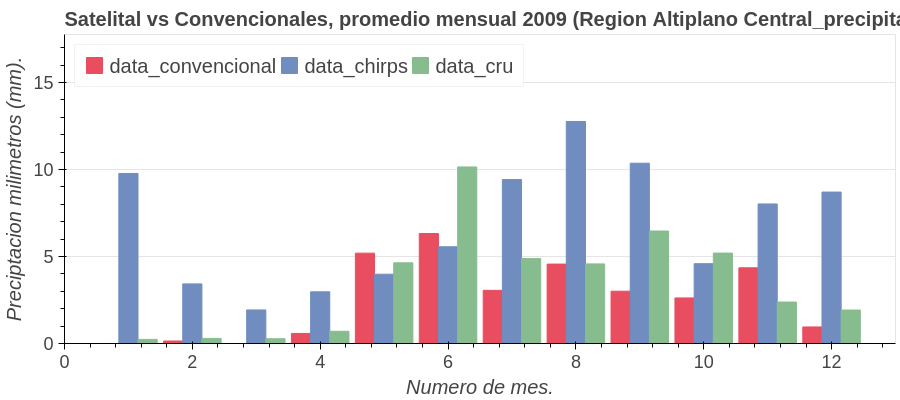 Satelital vs Convencionales, promedio mensual 2009 (Region Altiplano Central_precipita
data_convencional data_chirps data_cru
Preciptacion milimetros (mm).
15
10
5
0
0 2 4 6 8 10 12
Numero de mes.